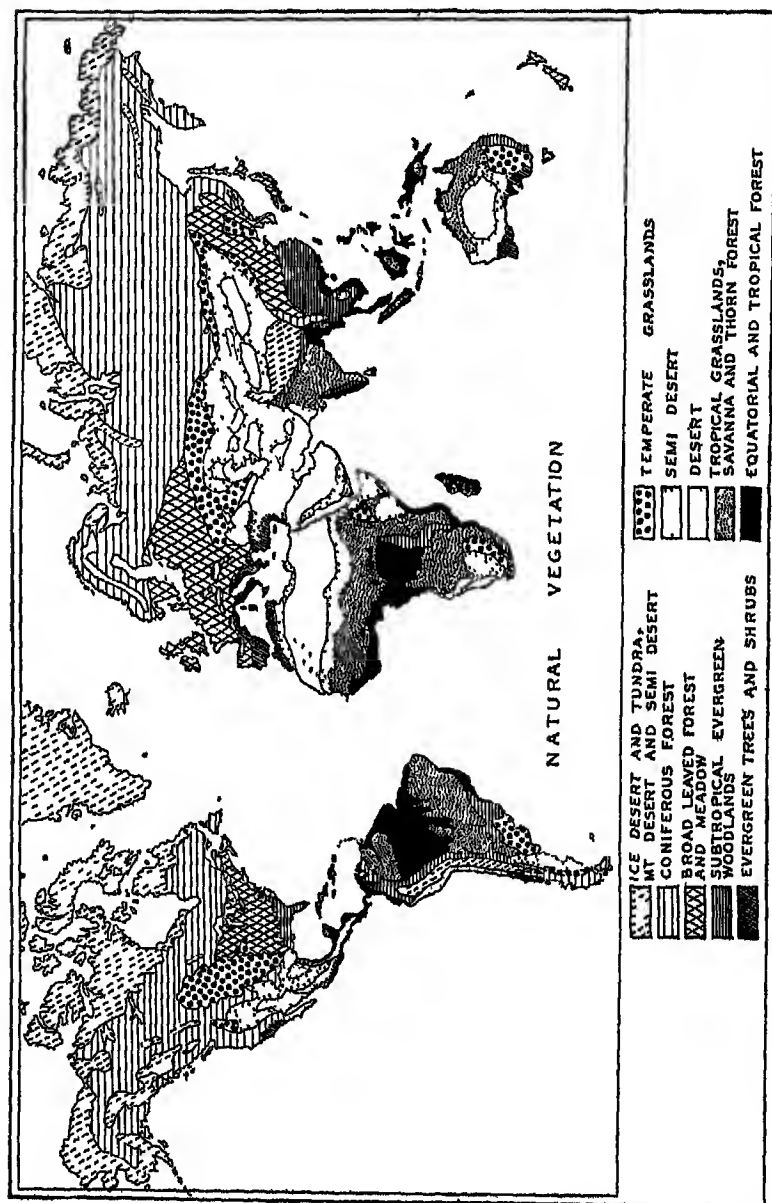 NATURAL VEGETATION
ICE DESERT AND TUNDRA,
MT DESERT AND SEMI DESERT
CONIFEROUS FOREST
BROAD LEAVED FOREST
AND MEADOW
SUBTROPICAL EVERGREEN
WOODLANDS
EVERGREEN TREES AND SHRUBS
TEMPERATE GRASSLANDS
SEMI DESERT
DESERT
TROPICAL GRASSLANDS,
SAVANNA AND THORN FOREST
EQUATORIAL AND TROPICAL FOREST